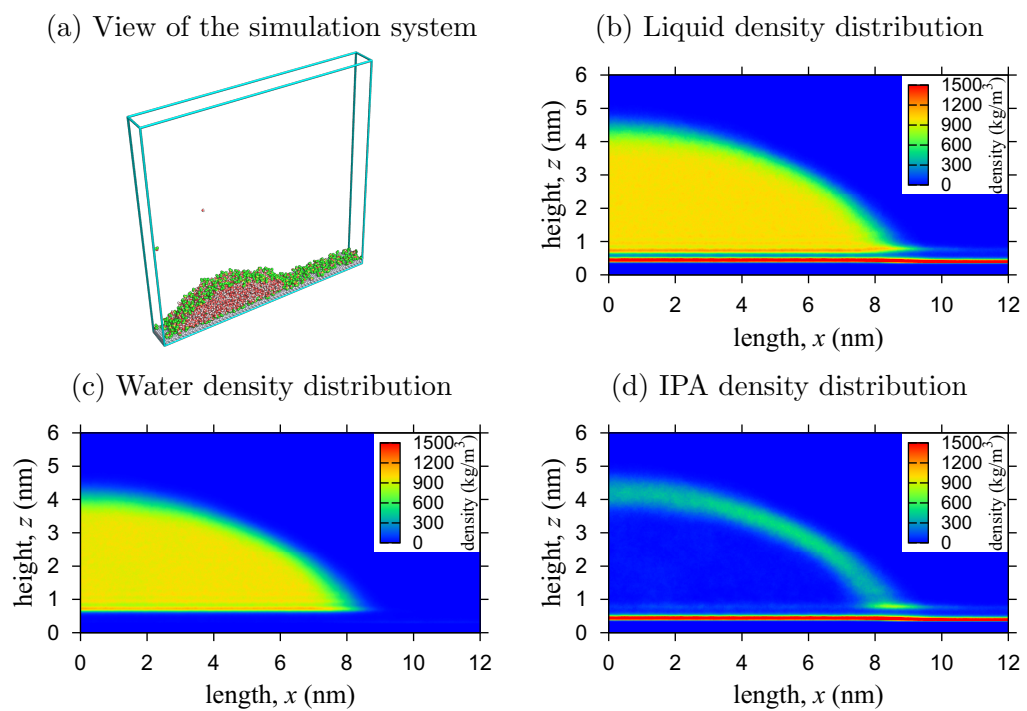 (a) View of the simulation system
(b) Liquid density distribution
6
5
4
3
2
1
0
height, z (nm)
0 2 4 6 8 10 12
length, x (nm)
1500
1200
900
600
300
0
density (kg/m³)
(c) Water density distribution
6
5
4
3
2
1
0
height, z (nm)
0 2 4 6 8 10 12
length, x (nm)
1500
1200
900
600
300
0
density (kg/m³)
(d) IPA density distribution
6
5
4
3
2
1
0
height, z (nm)
0 2 4 6 8 10 12
length, x (nm)
1500
1200
900
600
300
0
density (kg/m³)